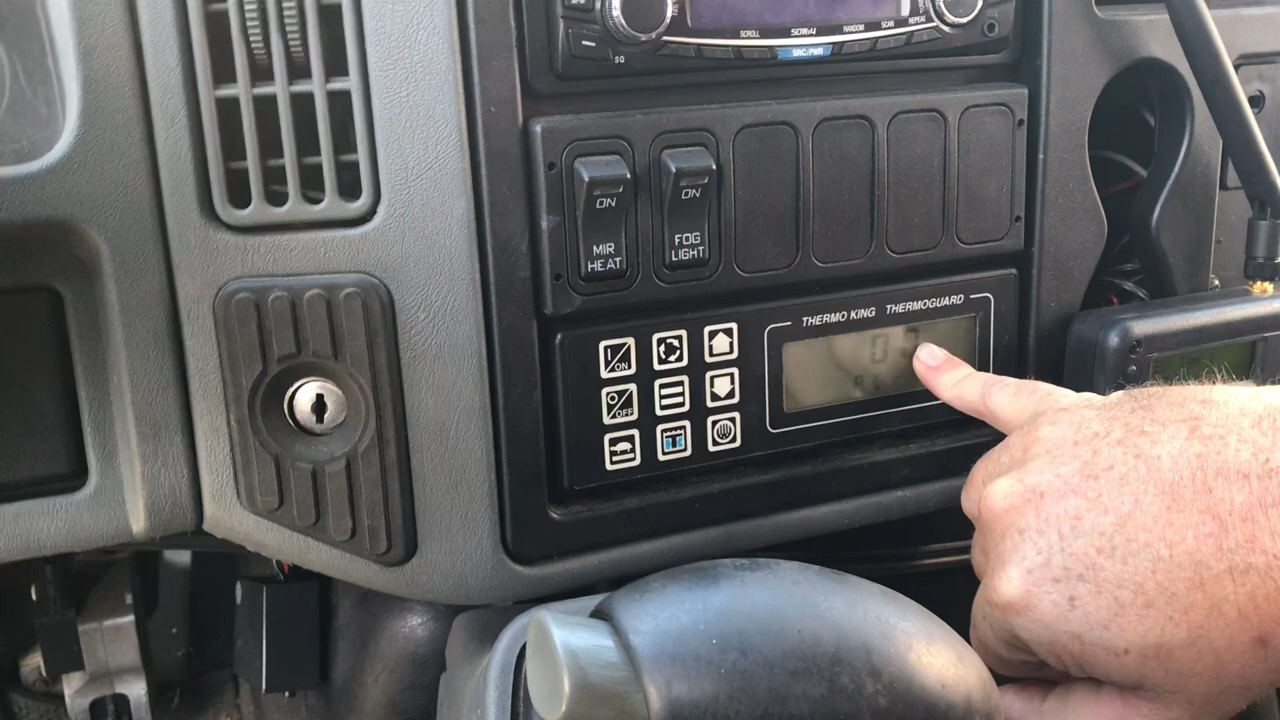 SCROLL
50Wx4
RANDOM
SCAN
REPEAT
SQ
SRC/PWR
ON
ON
MIR
HEAT
FOG
LIGHT
THERMO KING THERMOGUARD
I/ON
O/OFF